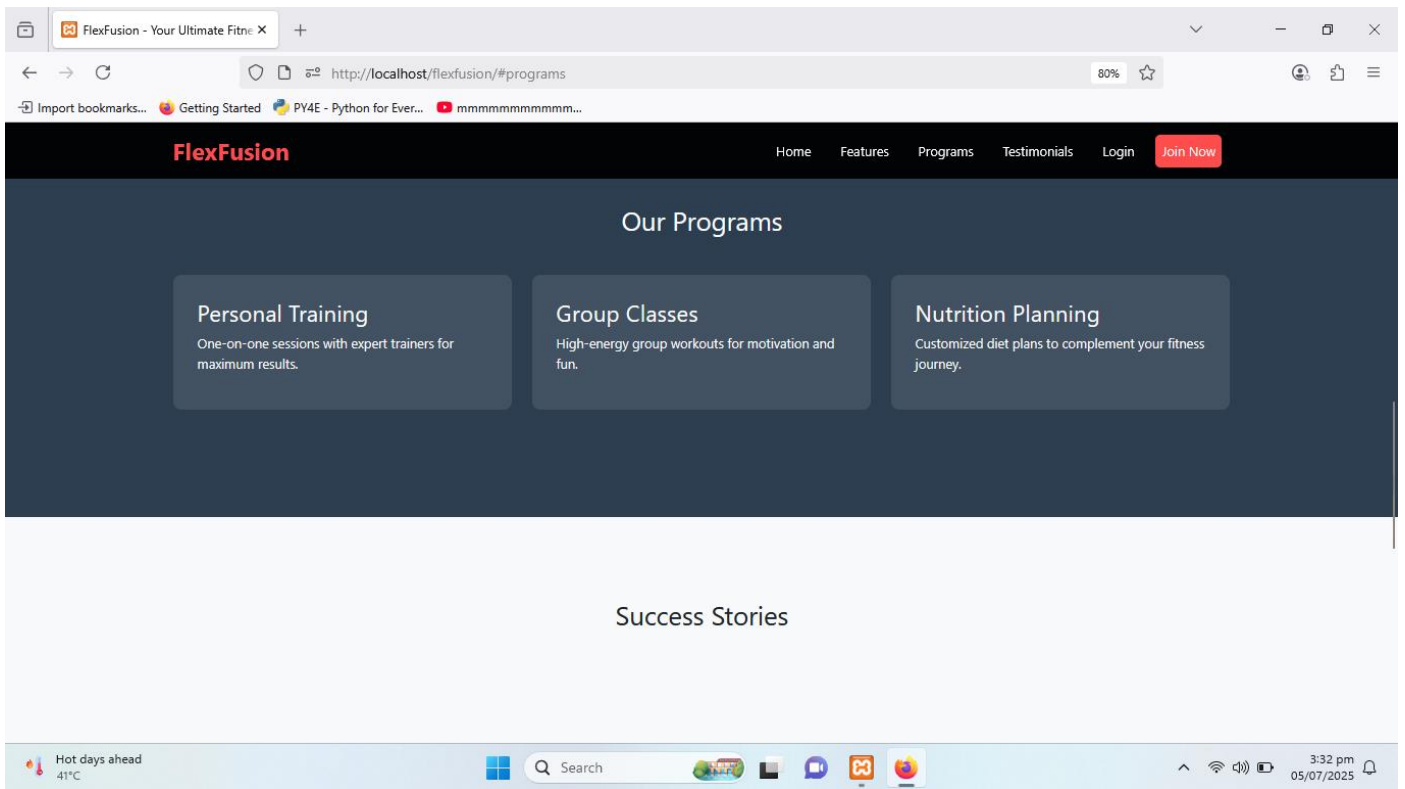 FlexFusion - Your Ultimate Fitne
http://localhost/flexfusion/#programs
80%
Import bookmarks... Getting Started PY4E - Python for Ever... mmmmmmmmmmm...
FlexFusion Home Features Programs Testimonials Login Join Now
Our Programs
Personal Training
One-on-one sessions with expert trainers for
maximum results.
Group Classes
High-energy group workouts for motivation and
fun.
Nutrition Planning
Customized diet plans to complement your fitness
journey.
Success Stories
Hot days ahead
41°C
Search
3:32 pm
05/07/2025